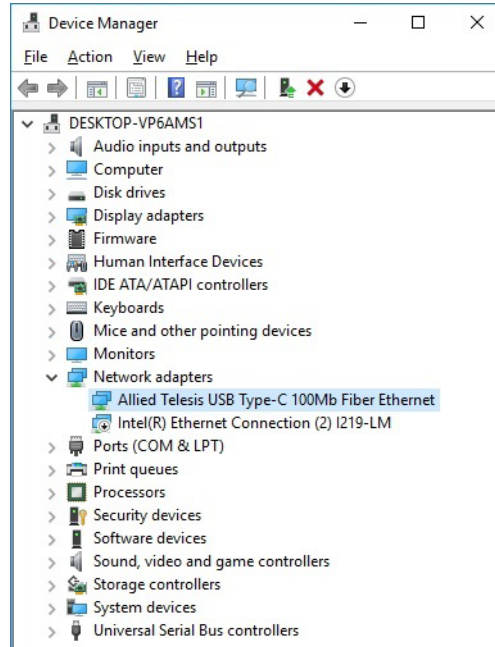 Device Manager
File Action View Help
DESKTOP-VP6AMS1
Audio inputs and outputs
Computer
Disk drives
Display adapters
Firmware
Human Interface Devices
IDE ATA/ATAPI controllers
Keyboards
Mice and other pointing devices
Monitors
Network adapters
Allied Telesis USB Type-C 100Mb Fiber Ethernet
Intel(R) Ethernet Connection (2) I219-LM
Ports (COM & LPT)
Print queues
Processors
Security devices
Software devices
Sound, video and game controllers
Storage controllers
System devices
Universal Serial Bus controllers